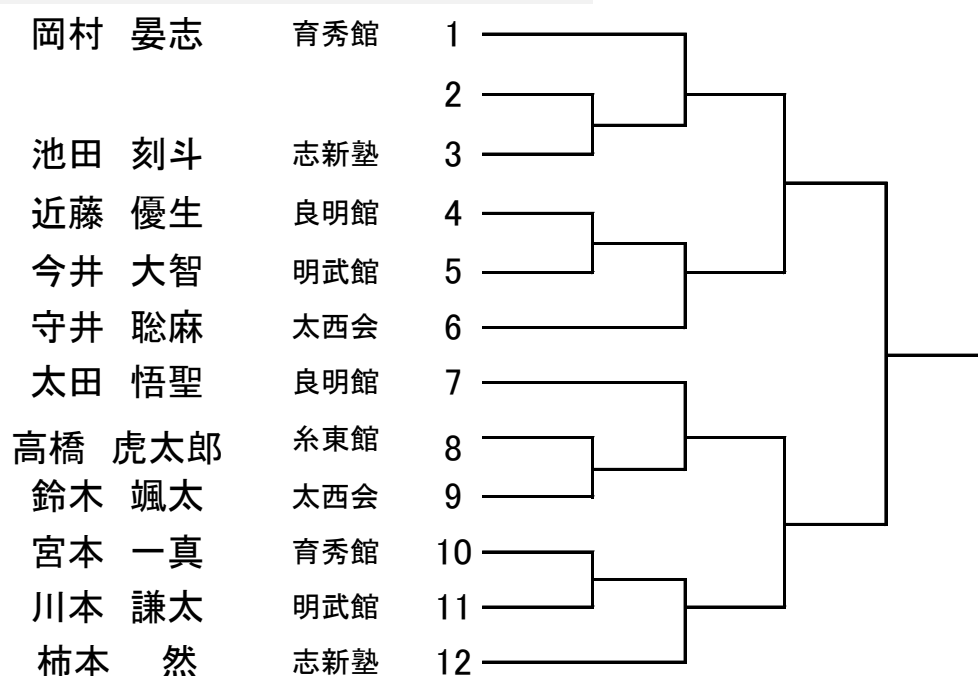 岡村 晏志 育秀館 1
2
池田 刻斗 志新塾 3
近藤 優生 良明館 4
今井 大智 明武館 5
守井 聡麻 太西会 6
太田 悟聖 良明館 7
高橋 虎太郎 糸東館 8
鈴木 颯太 太西会 9
宮本 一真 育秀館 10
川本 謙太 明武館 11
柿本 然 志新塾 12